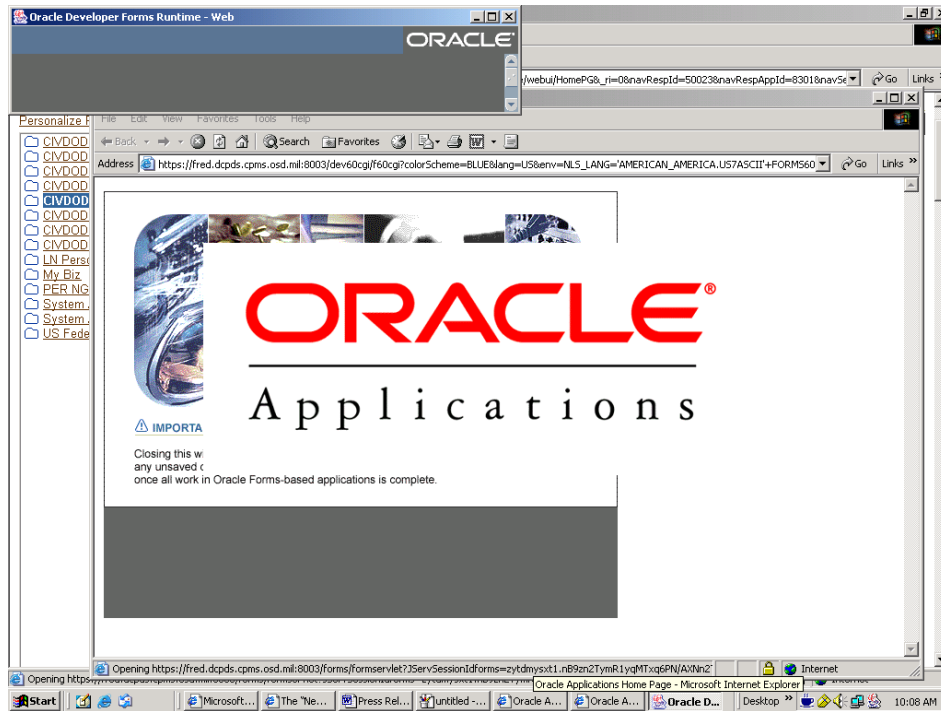 Oracle Developer Forms Runtime - Web
ORACLE
e/webui/HomePG&_ri=0&navRespId=50023&navRespAppId=8301&navSe
Go
Links
Personalize
File Edit View Favorites Tools Help
Back
Search
Favorites
Address
https://fred.dcpds.cpms.osd.mil:8003/dev60cgi/f60cgi?colorScheme=BLUE&lang=US&env=NLS_LANG='AMERICAN_AMERICA.US7ASCII'+FORMS60
Go
Links
CIVDOD
CIVDOD
CIVDOD
CIVDOD
CIVDOD
CIVDOD
CIVDOD
CIVDOD
LN Perso
My Biz
PER NG
System
System
US Fede
ORACLE®
Applications
IMPORTA
Closing this wi
any unsaved c
once all work in Oracle Forms-based applications is complete.
Opening https://fred.dcpds.cpms.osd.mil:8003/forms/formservlet?JServSessionIdforms=
Internet
Opening https:
Oracle Applications Home Page - Microsoft Internet Explorer
Start
Microsoft...
The "Ne...
Press Rel...
untitled -...
Oracle A...
Oracle A...
Oracle D...
Desktop
10:08 AM